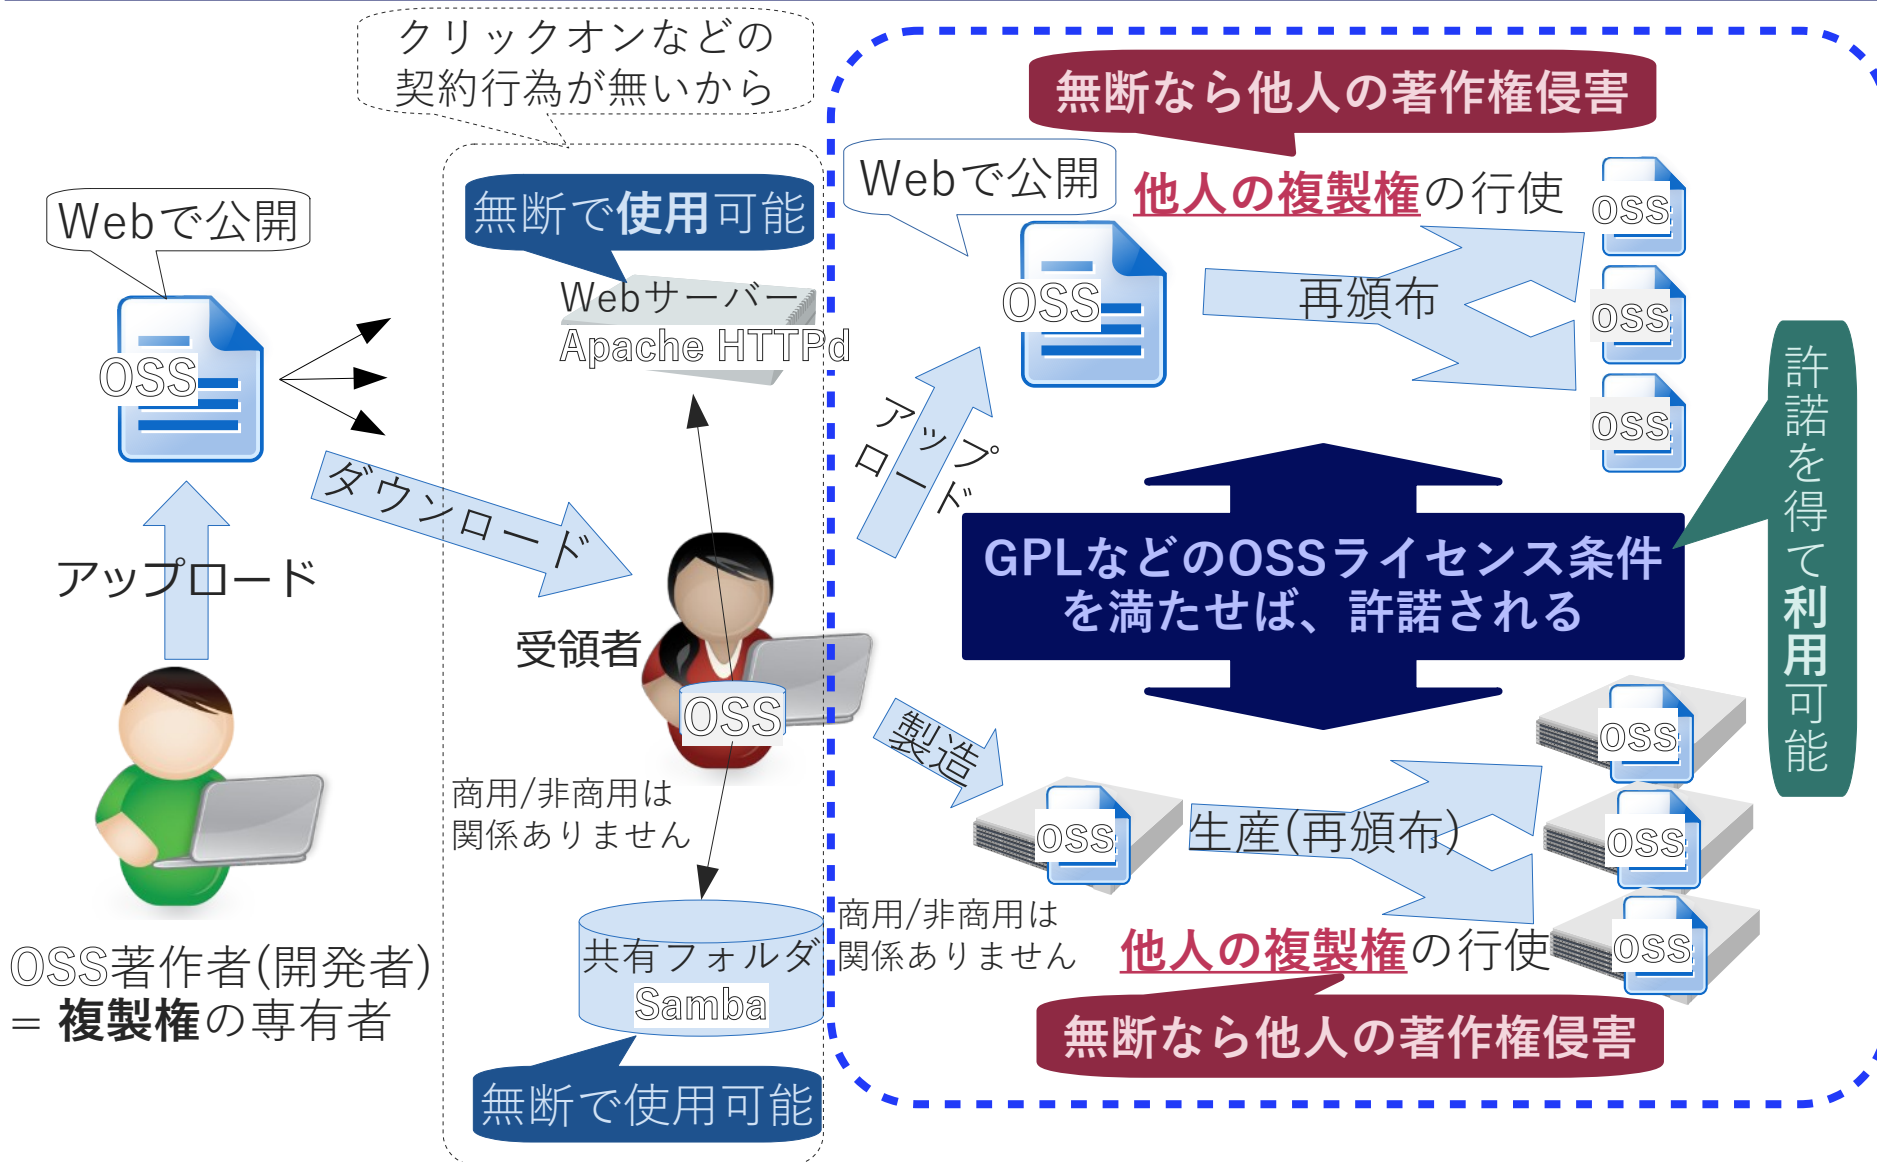 クリックオンなどの
契約行為が無いから
無断なら他人の著作権侵害
Webで公開
無断で使用可能
Webで公開
他人の複製権の行使
OSS
OSS
OSS
OSS
OSS
Webサーバー
Apache HTTPd
再頒布
アップ
ロード
ダウンロード
アップロード
GPLなどのOSSライセンス条件
を満たせば、許諾される
許諾を得て利用可能
受領者
OSS
商用/非商用は
関係ありません
製造
OSS
生産(再頒布)
OSS
OSS
OSS
共有フォルダ
Samba
無断で使用可能
商用/非商用は
関係ありません
他人の複製権の行使
無断なら他人の著作権侵害
OSS著作者(開発者)
= 複製権の専有者